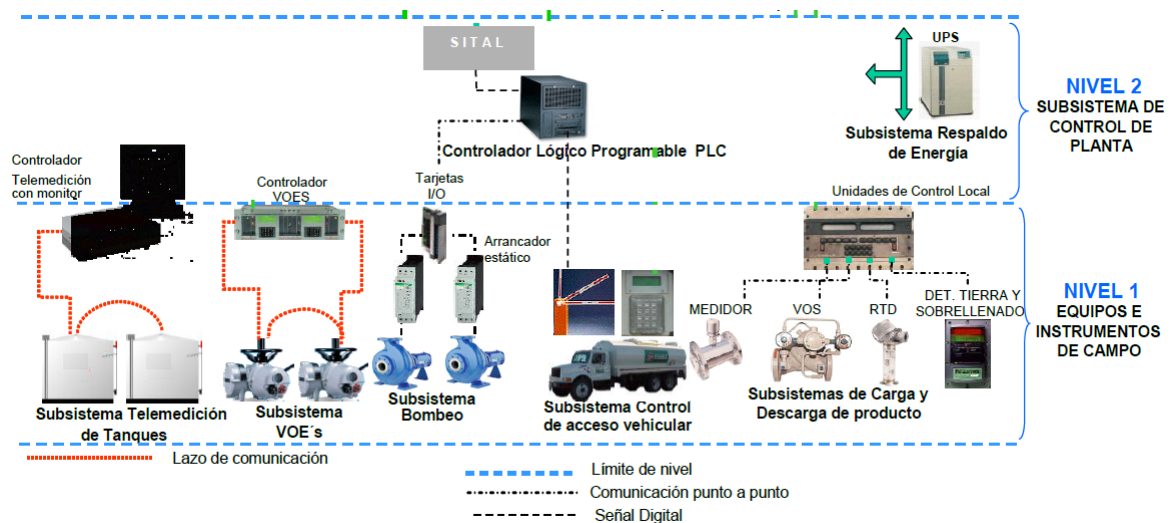 SITAL
UPS
NIVEL 2
SUBSISTEMA DE
CONTROL DE
PLANTA
Subsistema Respaldo
de Energía
Controlador Lógico Programable PLC
Controlador
Telemedición
con monitor
Controlador
VOES
Tarjetas
I/O
Unidades de Control Local
Arrancador
estático
NIVEL 1
EQUIPOS E
INSTRUMENTOS
DE CAMPO
MEDIDOR
VOS
RTD
DET. TIERRA Y
SOBRELLENADO
Subsistema Telemedición
de Tanques
Subsistema
VOE´s
Subsistema
Bombeo
Subsistema Control
de acceso vehicular
Subsistemas de Carga y
Descarga de producto
Lazo de comunicación
Límite de nivel
Comunicación punto a punto
Señal Digital